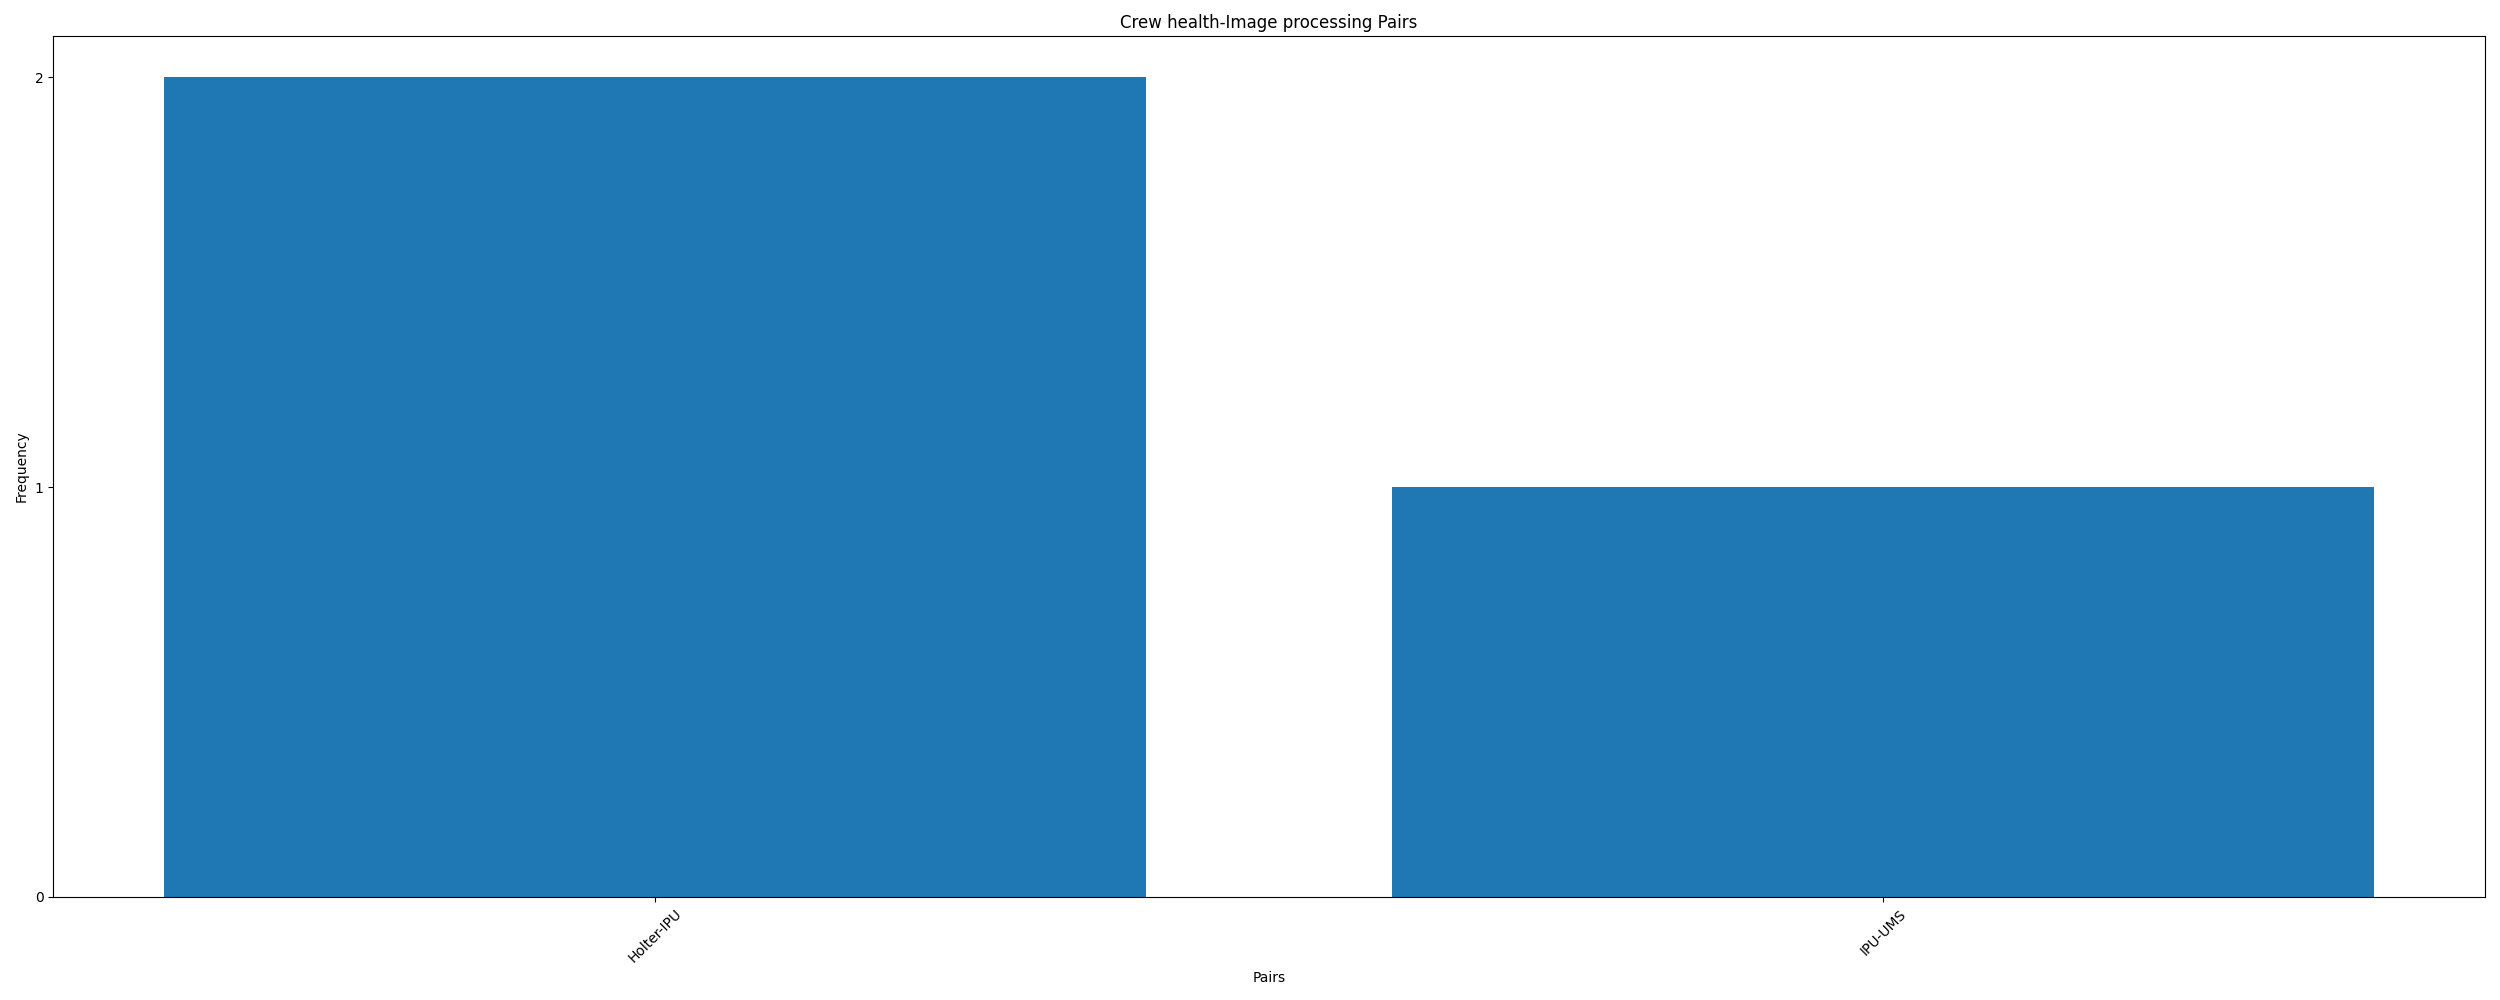 Crew health-Image processing Pairs
Frequency
2
1
0
Holter-IPU
IPU-UMS
Pairs